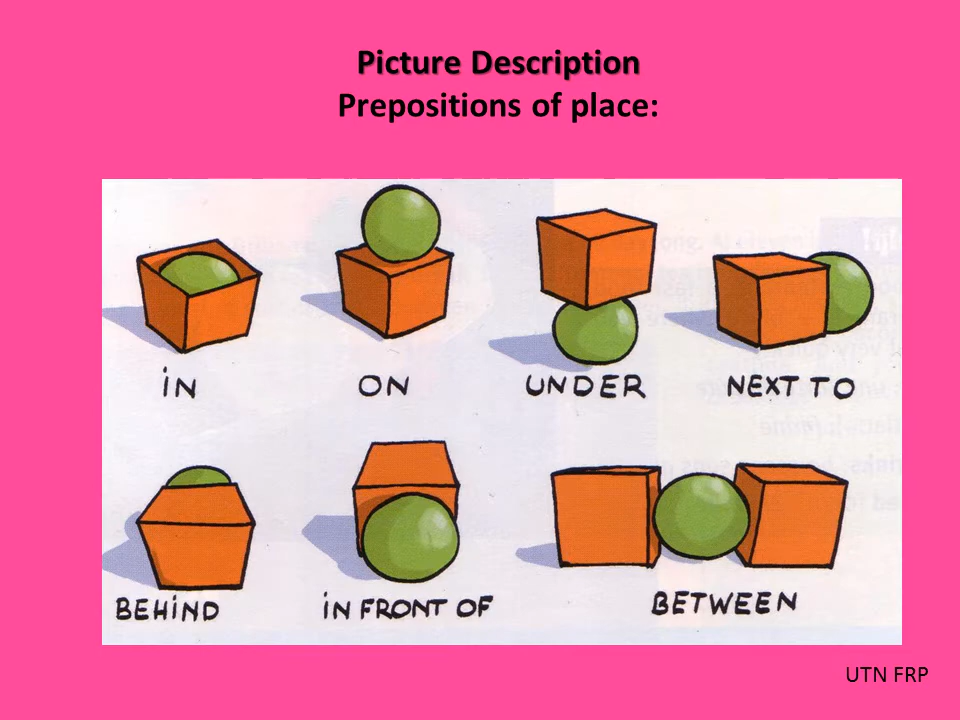 Picture Description
Prepositions of place:
iN
ON
UNDER
NEXT TO
BEHiND
iN FRONT OF
BETWEEN
UTN FRP